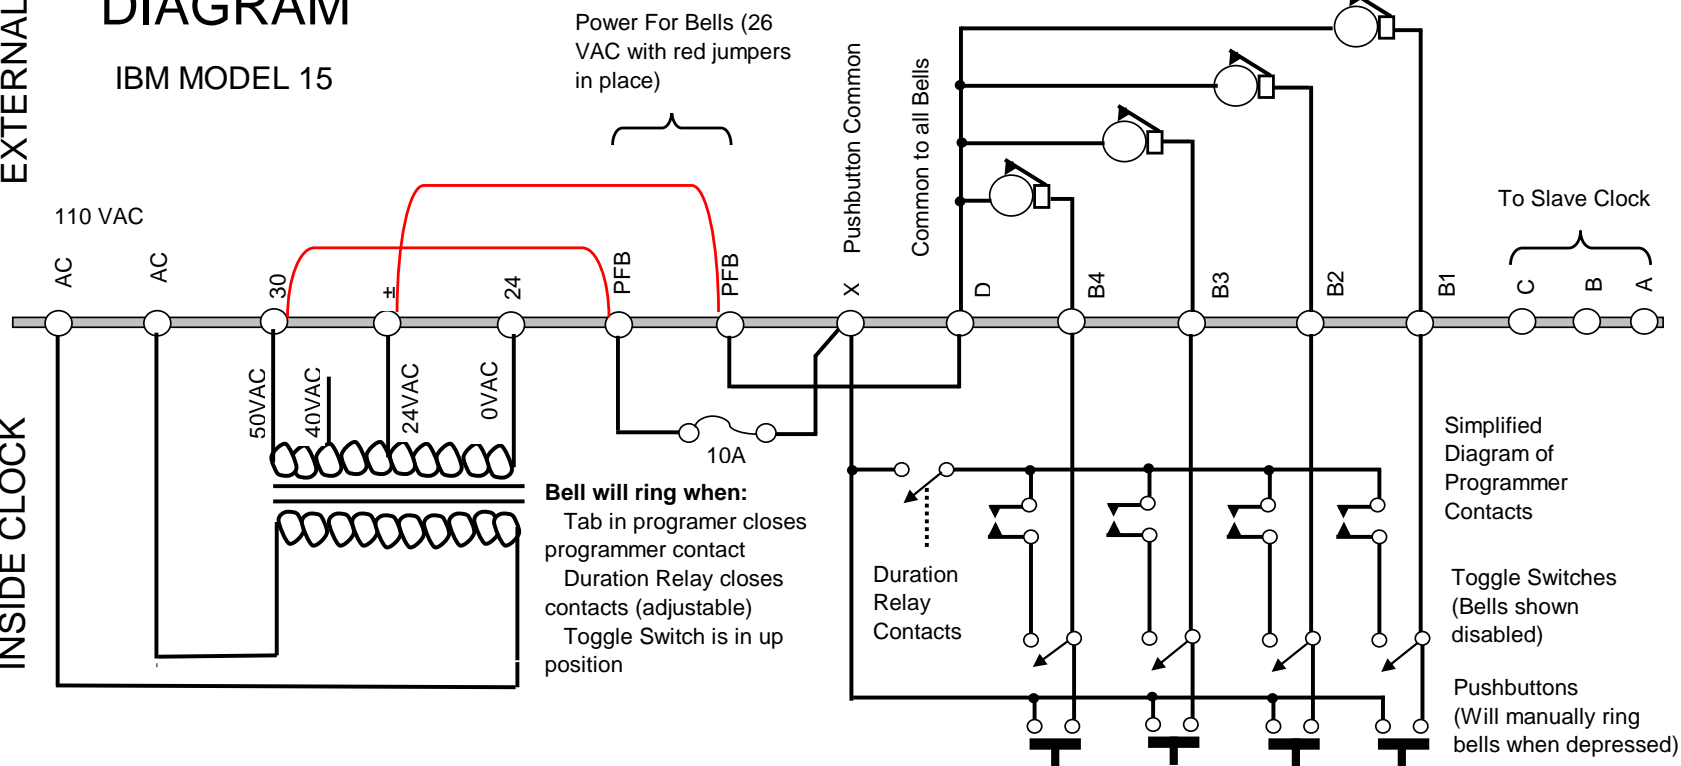 DIAGRAM
IBM MODEL 15
EXTERNAL
INSIDE CLOCK
Power For Bells (26
VAC with red jumpers
in place)
Pushbutton Common
Common to all Bells
To Slave Clock
110 VAC
AC
AC
30
±
24
PFB
PFB
X
D
B4
B3
B2
B1
C
B
A
50VAC
40VAC
24VAC
0VAC
10A
Bell will ring when:
Tab in programer closes
programmer contact
Duration Relay closes
contacts (adjustable)
Toggle Switch is in up
position
Duration
Relay
Contacts
Simplified
Diagram of
Programmer
Contacts
Toggle Switches
(Bells shown
disabled)
Pushbuttons
(Will manually ring
bells when depressed)